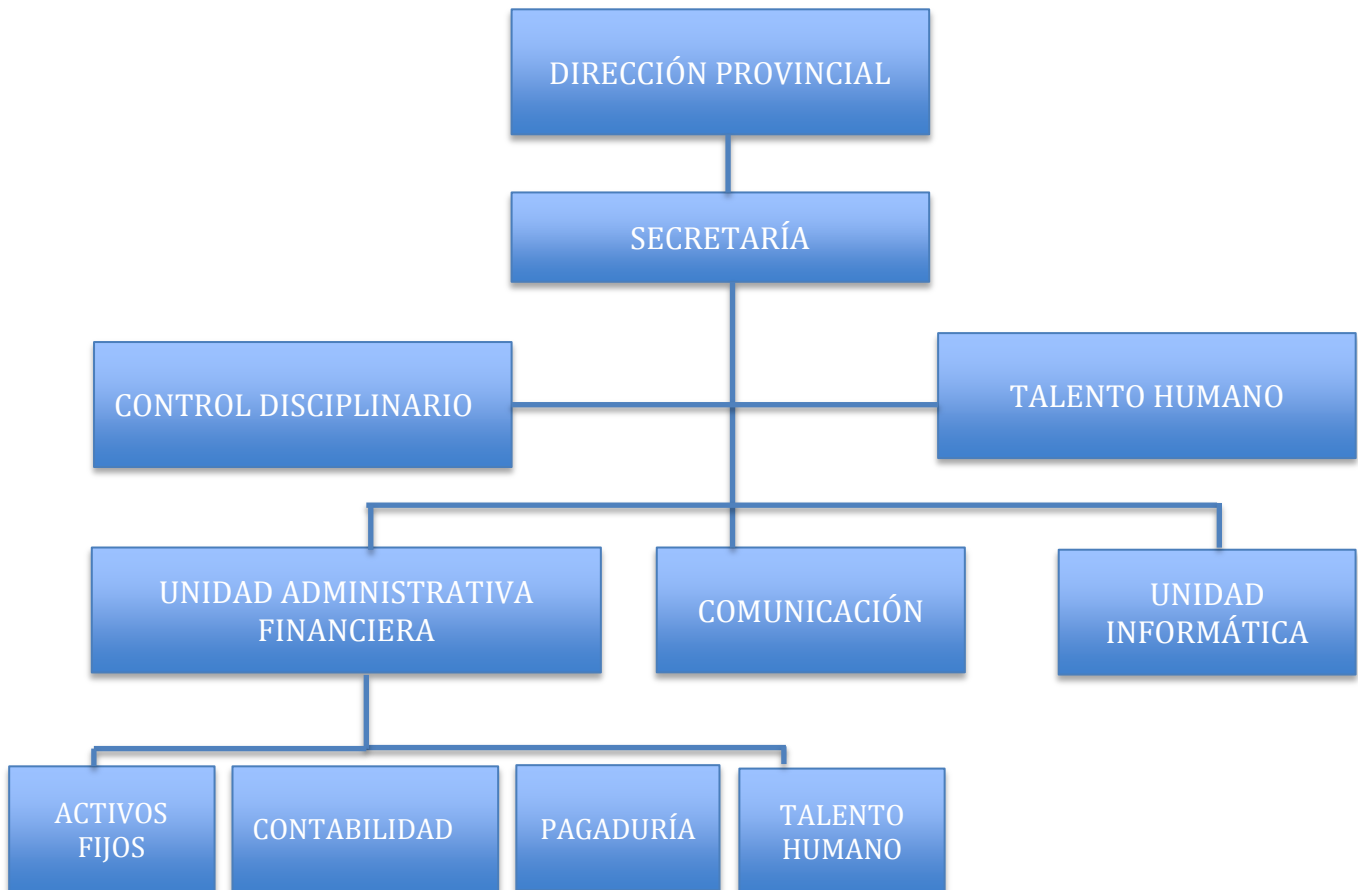 DIRECCIÓN PROVINCIAL
SECRETARÍA
CONTROL DISCIPLINARIO
TALENTO HUMANO
UNIDAD ADMINISTRATIVA
FINANCIERA
COMUNICACIÓN
UNIDAD
INFORMÁTICA
ACTIVOS
FIJOS
CONTABILIDAD
PAGADURÍA
TALENTO
HUMANO